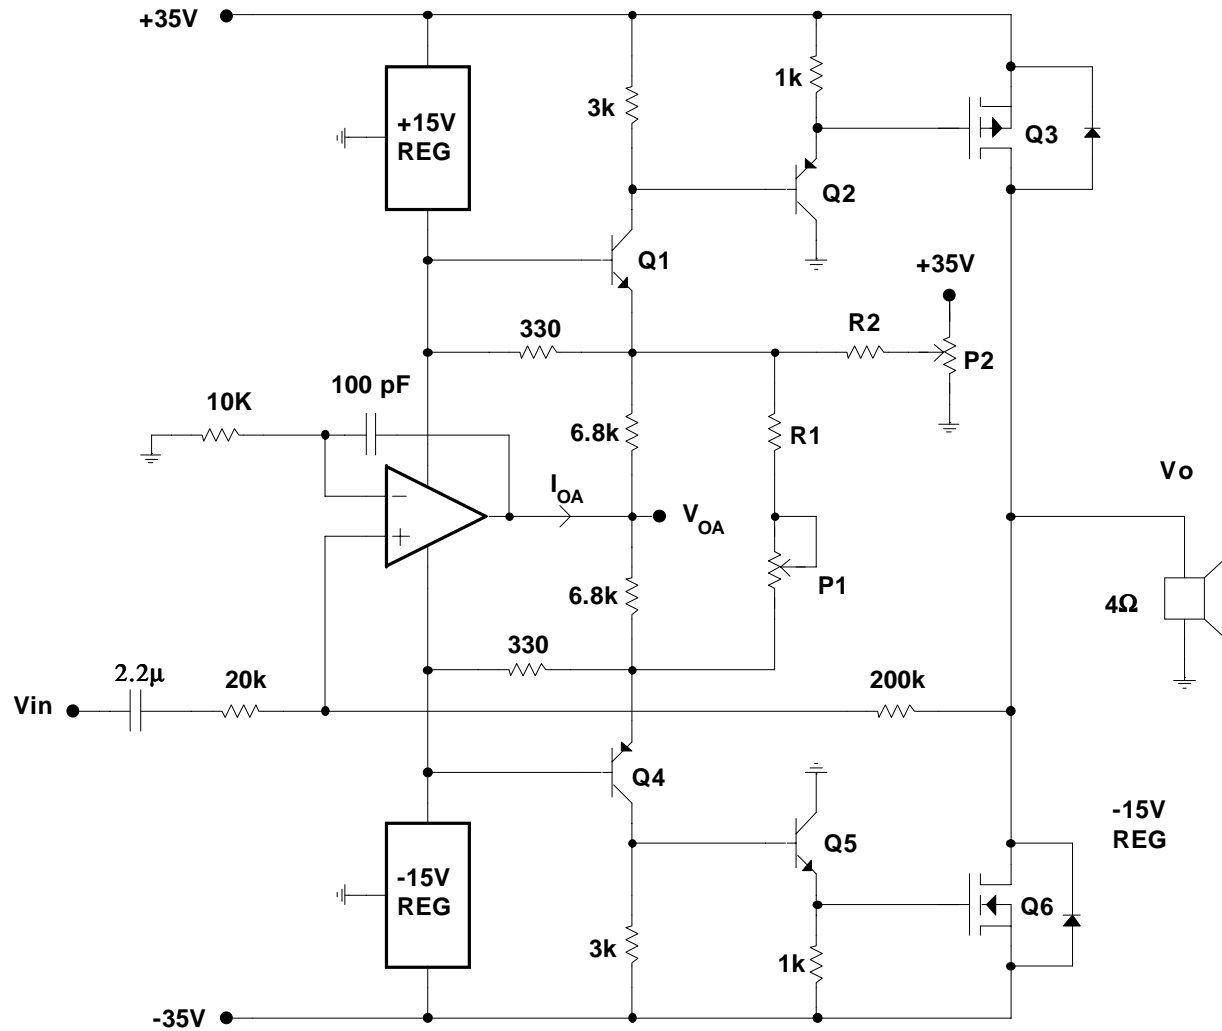 +35V
1k
3k
+15V
REG
Q3
Q2
Q1
+35V
330
R2
P2
100 pF
10K
6.8k
R1
Vo
I_OA
−
V_OA
+
6.8k
P1
4Ω
330
2.2μ
20k
200k
Vin
Q4
-15V
REG
Q5
-15V
REG
Q6
3k
1k
-35V